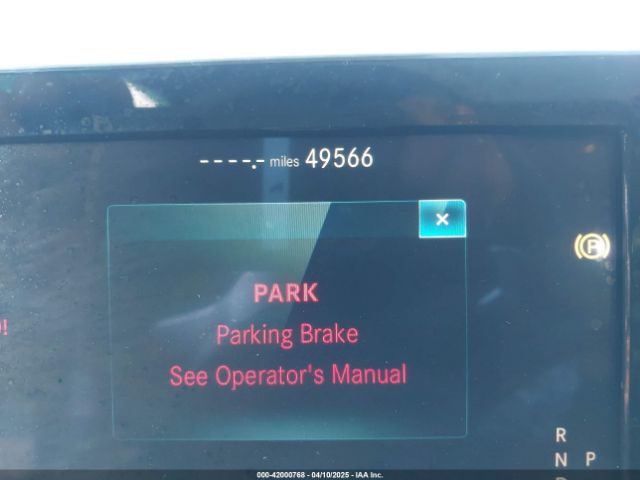 ----.- miles 49566
×
(P)
PARK
Parking Brake
!
See Operator's Manual
R
N P
D
000-42000768 - 04/10/2025 - IAA Inc.